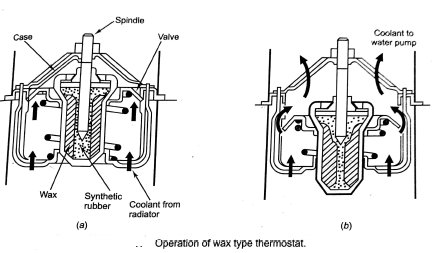 Spindle
Case
Valve
Coolant to
water pump
Wax
Synthetic
rubber
Coolant from
radiator
(a)
(b)
Operation of wax type thermostat.